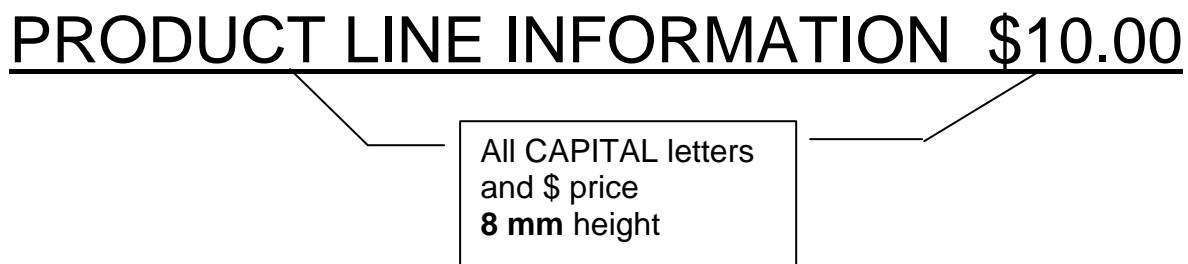 PRODUCT LINE INFORMATION $10.00
All CAPITAL letters
and $ price
8 mm height